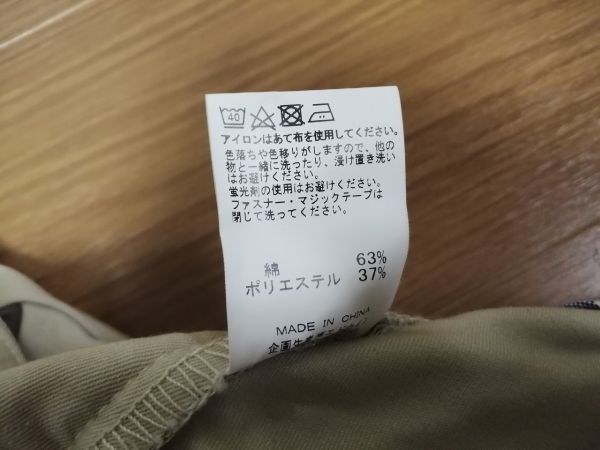 40
アイロンはあて布を使用してください。
色落ちや色移りがしますので、他の
物と一緒に洗ったり、浸け置き洗い
はお避けください。
蛍光剤の使用はお避けください。
ファスナー・マジックテープは
閉じて洗ってください。
綿 63%
ポリエステル 37%
MADE IN CHINA
企画生産